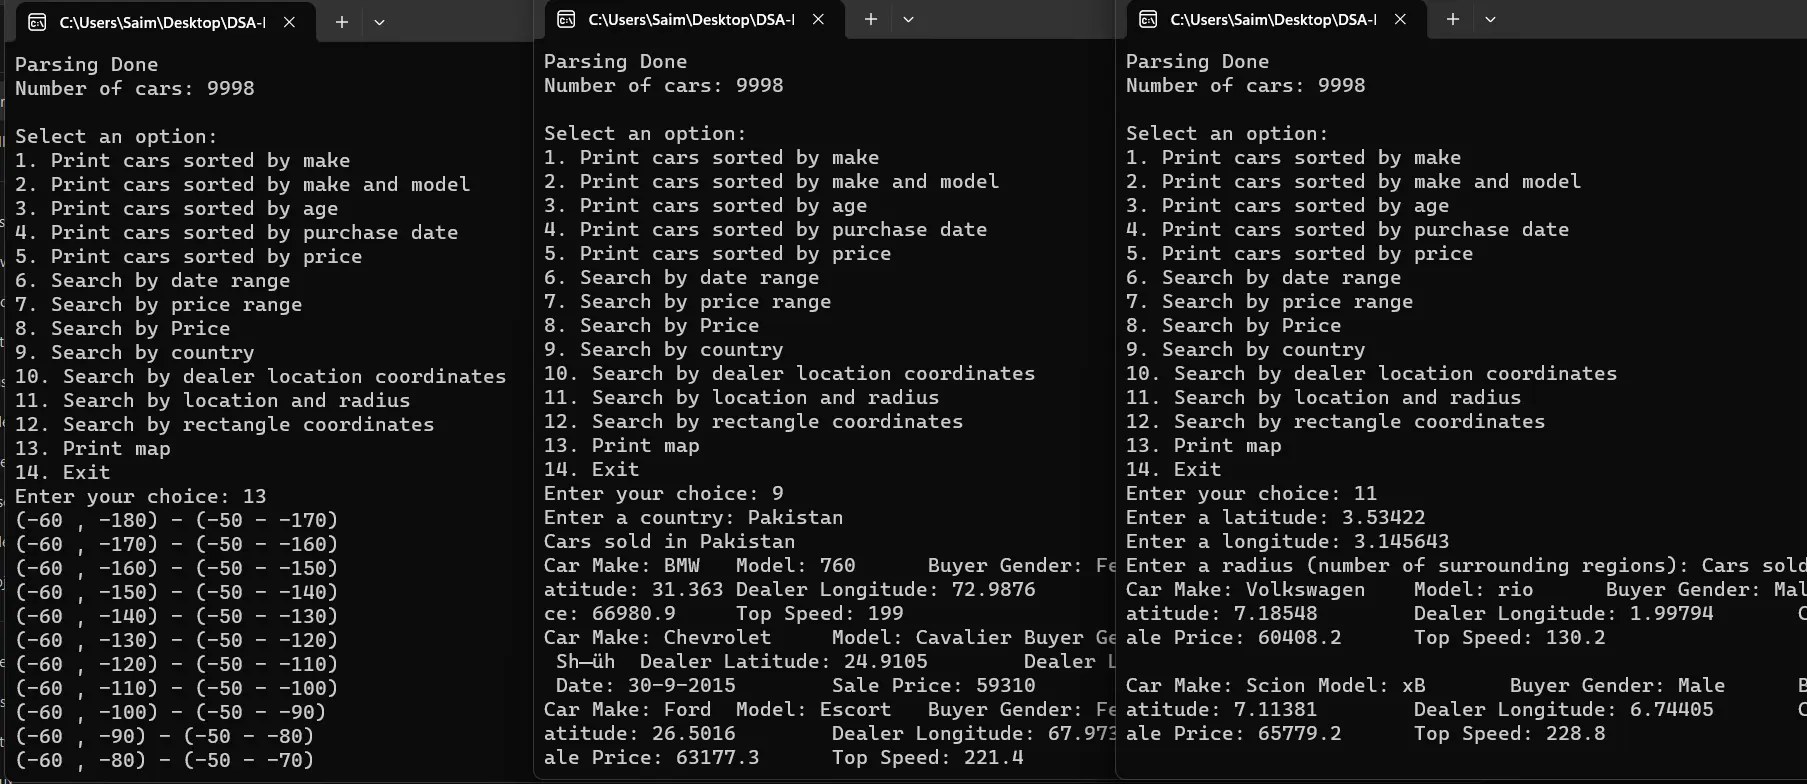 C:\Users\Saim\Desktop\DSA-
Parsing Done
Number of cars: 9998
Select an option:
1. Print cars sorted by make
2. Print cars sorted by make and model
3. Print cars sorted by age
4. Print cars sorted by purchase date
5. Print cars sorted by price
6. Search by date range
7. Search by price range
8. Search by Price
9. Search by country
10. Search by dealer location coordinates
11. Search by location and radius
12. Search by rectangle coordinates
13. Print map
14. Exit
Enter your choice: 13
(-60 , -180) - (-50 - -170)
(-60 , -170) - (-50 - -160)
(-60 , -160) - (-50 - -150)
(-60 , -150) - (-50 - -140)
(-60 , -140) - (-50 - -130)
(-60 , -130) - (-50 - -120)
(-60 , -120) - (-50 - -110)
(-60 , -110) - (-50 - -100)
(-60 , -100) - (-50 - -90)
(-60 , -90) - (-50 - -80)
(-60 , -80) - (-50 - -70)
C:\Users\Saim\Desktop\DSA-
Parsing Done
Number of cars: 9998
Select an option:
1. Print cars sorted by make
2. Print cars sorted by make and model
3. Print cars sorted by age
4. Print cars sorted by purchase date
5. Print cars sorted by price
6. Search by date range
7. Search by price range
8. Search by Price
9. Search by country
10. Search by dealer location coordinates
11. Search by location and radius
12. Search by rectangle coordinates
13. Print map
14. Exit
Enter your choice: 9
Enter a country: Pakistan
Cars sold in Pakistan
Car Make: BMW Model: 760 Buyer Gender: Fe
atitude: 31.363 Dealer Longitude: 72.9876
ce: 66980.9 Top Speed: 199
Car Make: Chevrolet Model: Cavalier Buyer Ge
Sh—üh Dealer Latitude: 24.9105 Dealer L
Date: 30-9-2015 Sale Price: 59310
Car Make: Ford Model: Escort Buyer Gender: Fe
atitude: 26.5016 Dealer Longitude: 67.973
ale Price: 63177.3 Top Speed: 221.4
C:\Users\Saim\Desktop\DSA-
Parsing Done
Number of cars: 9998
Select an option:
1. Print cars sorted by make
2. Print cars sorted by make and model
3. Print cars sorted by age
4. Print cars sorted by purchase date
5. Print cars sorted by price
6. Search by date range
7. Search by price range
8. Search by Price
9. Search by country
10. Search by dealer location coordinates
11. Search by location and radius
12. Search by rectangle coordinates
13. Print map
14. Exit
Enter your choice: 11
Enter a latitude: 3.53422
Enter a longitude: 3.145643
Enter a radius (number of surrounding regions): Cars sold
Car Make: Volkswagen Model: rio Buyer Gender: Mal
atitude: 7.18548 Dealer Longitude: 1.99794 C
ale Price: 60408.2 Top Speed: 130.2
Car Make: Scion Model: xB Buyer Gender: Male B
atitude: 7.11381 Dealer Longitude: 6.74405 C
ale Price: 65779.2 Top Speed: 228.8